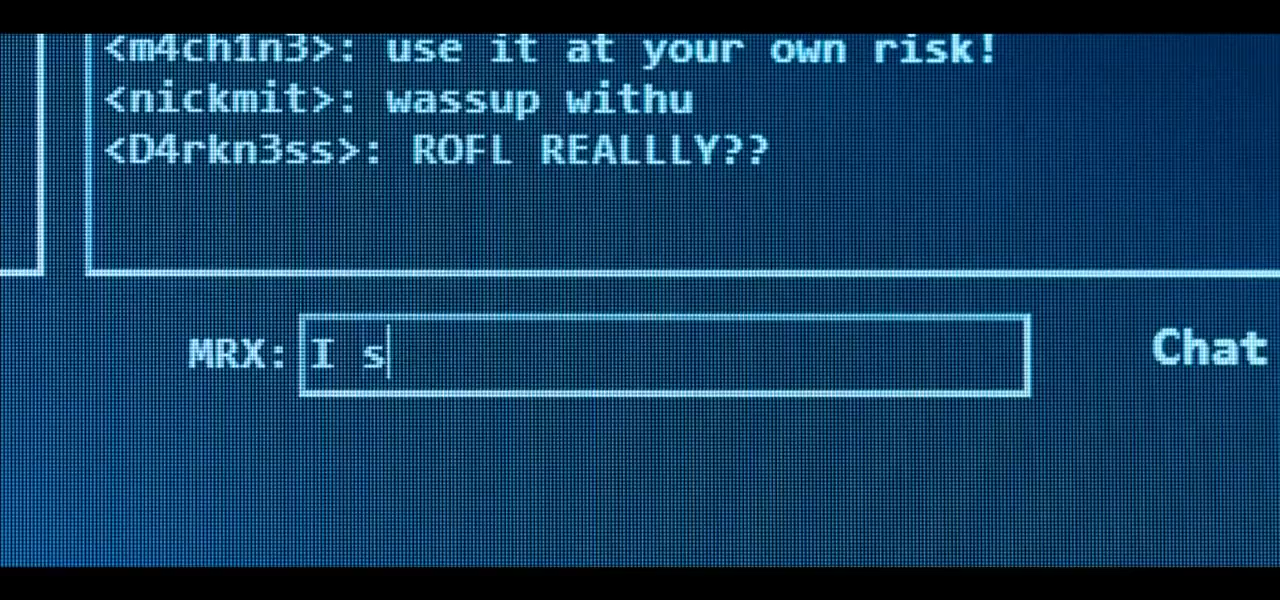 <m4ch1n3>: use it at your own risk!
<nickmit>: wassup withu
<D4rkn3ss>: ROFL REALLLY??
MRX: I s
Chat